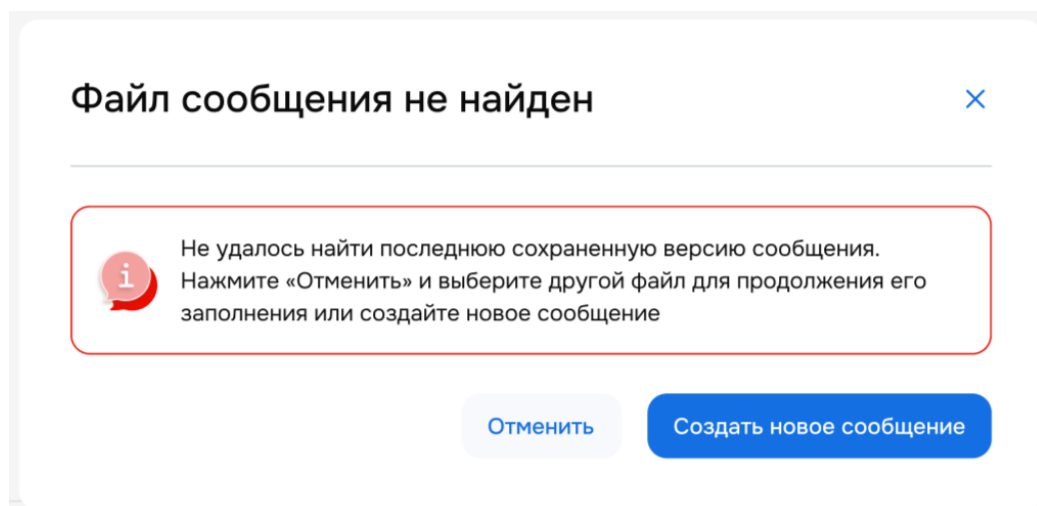 Файл сообщения не найден
i
Не удалось найти последнюю сохраненную версию сообщения.
Нажмите «Отменить» и выберите другой файл для продолжения его
заполнения или создайте новое сообщение
Отменить
Создать новое сообщение